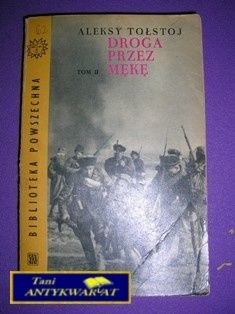 ALEKSY TOŁSTOJ
DROGA
PRZEZ
MĘKĘ
TOM II
BIBLIOTEKA POWSZECHNA
Tani
ANTYKWARIAT